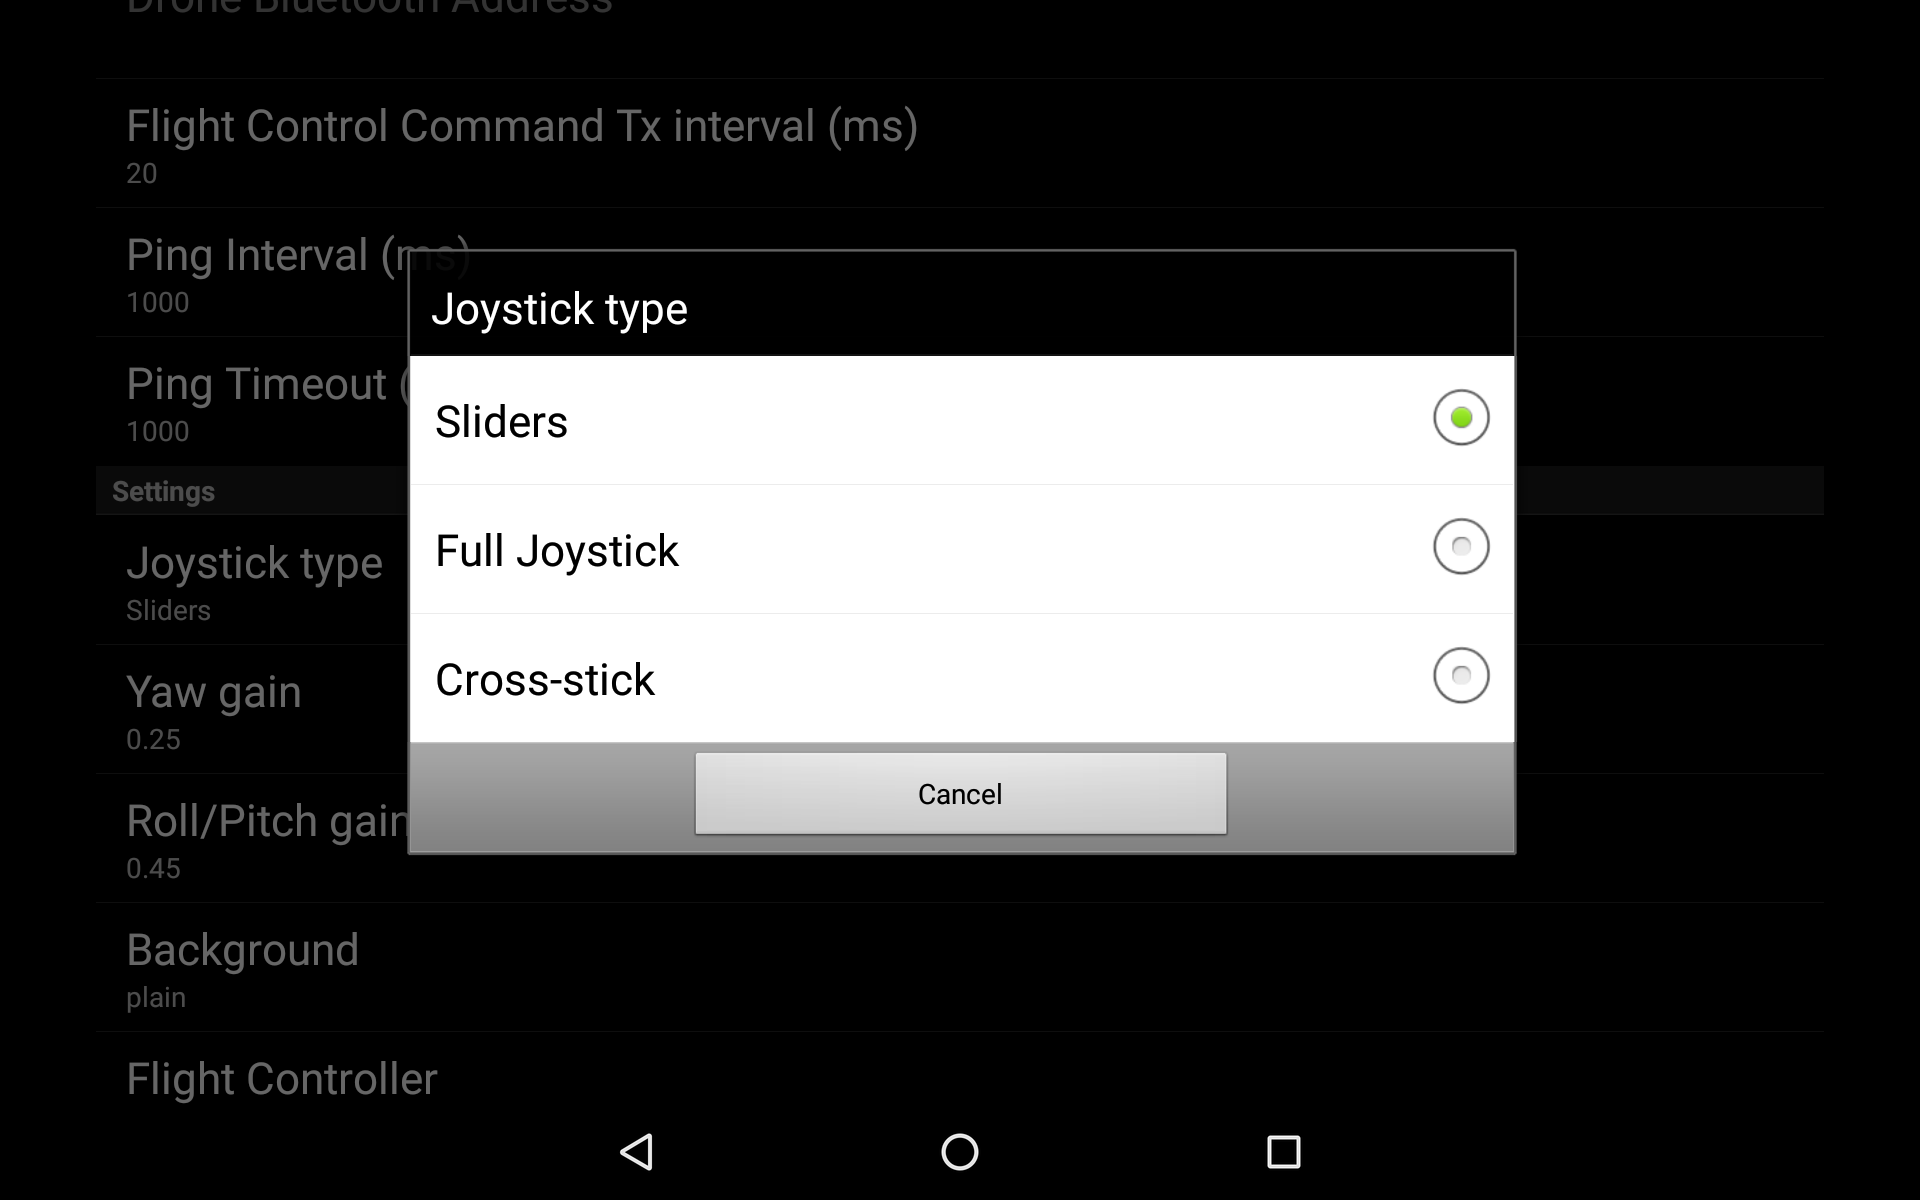 Drone Bluetooth Address
Flight Control Command Tx interval (ms)
20
Ping Interval (ms)
1000
Ping Timeout (
1000
Settings
Joystick type
Sliders
Yaw gain
0.25
Roll/Pitch gain
0.45
Background
plain
Flight Controller
Joystick type
Sliders
Full Joystick
Cross-stick
Cancel